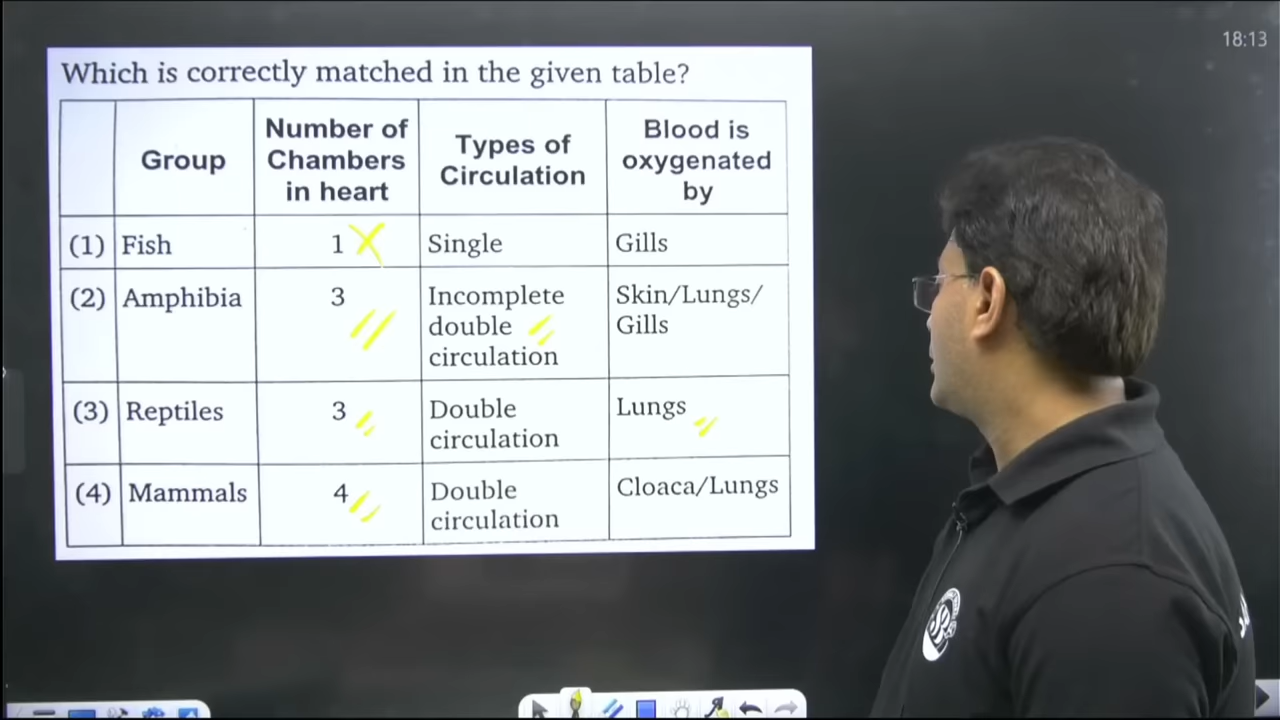 18:13
Which is correctly matched in the given table?
Group
Number of
Chambers
in heart
Types of
Circulation
Blood is
oxygenated
by
(1) Fish 1 Single Gills
(2) Amphibia 3 Incomplete double circulation Skin/Lungs/ Gills
(3) Reptiles 3 Double circulation Lungs
(4) Mammals 4 Double circulation Cloaca/Lungs